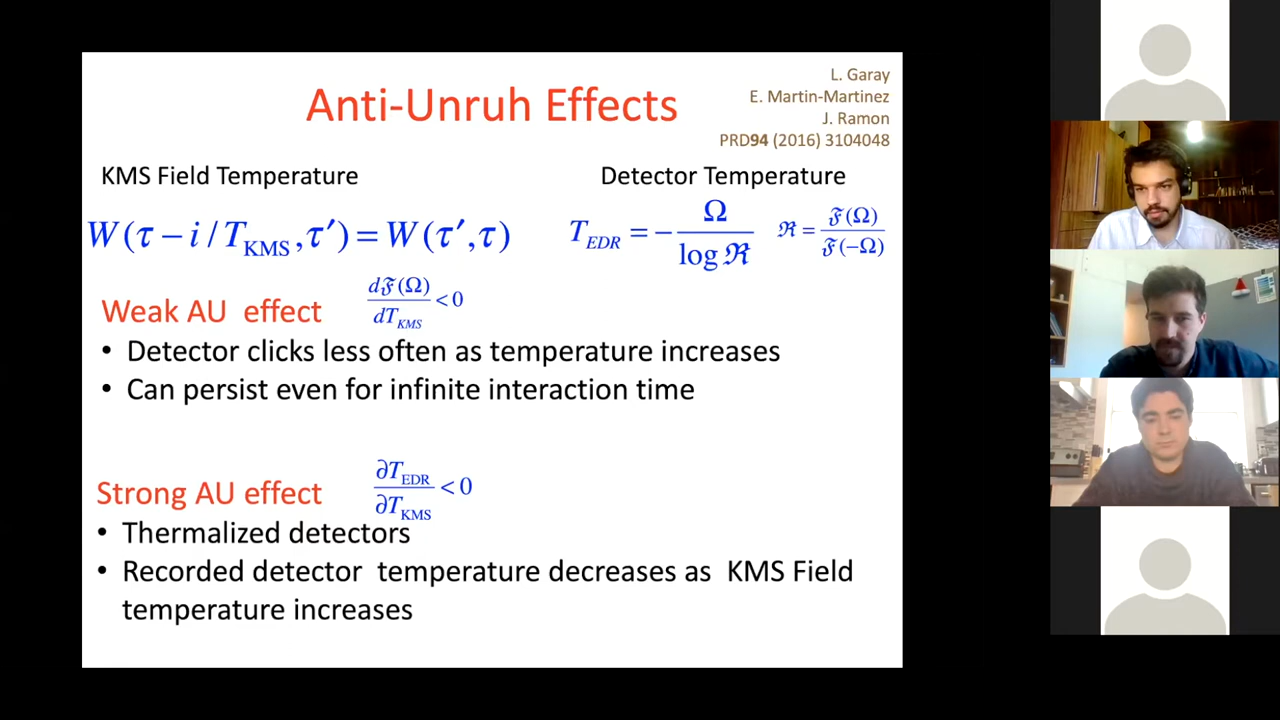 Anti-Unruh Effects
L. Garay
E. Martin-Martinez
J. Ramon
PRD94 (2016) 3104048
KMS Field Temperature
Detector Temperature
W(τ − i / T_KMS, τ′) = W(τ′, τ)
T_EDR = − Ω / log ℜ
ℜ = 𝔉(Ω) / 𝔉(−Ω)
Weak AU effect
d𝔉(Ω) / dT_KMS < 0
• Detector clicks less often as temperature increases
• Can persist even for infinite interaction time
Strong AU effect
∂T_EDR / ∂T_KMS < 0
• Thermalized detectors
• Recorded detector temperature decreases as KMS Field
temperature increases